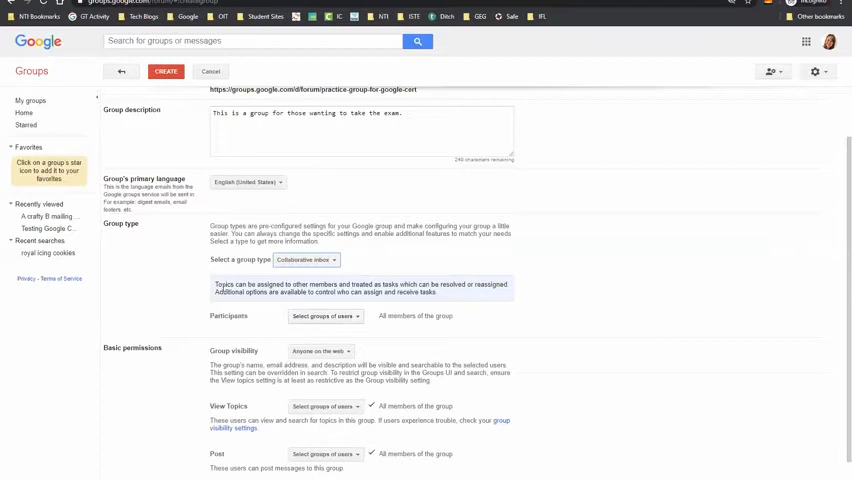 groups.google.com/forum/#!creategroup
Incognito
NTI Bookmarks GT Activity Tech Blogs Google OIT Student Sites IC NTI ISTE Ditch GEG Safe IFL Other bookmarks
Google Search for groups or messages
Groups CREATE Cancel
https://groups.google.com/d/forum/practice-group-for-google-cert
My groups
Home
Starred
Favorites
Click on a group's star
icon to add it to your
favorites
Recently viewed
A crafty B mailing ...
Testing Google C...
Recent searches
royal icing cookies
Privacy - Terms of Service
Group description
This is a group for those wanting to take the exam.
240 characters remaining
Group's primary language
This is the language emails from the
Google groups service will be sent in.
For example: digest emails, email
footers, etc.
English (United States)
Group type
Group types are pre-configured settings for your Google group and make configuring your group a little
easier. You can always change the specific settings and enable additional features to match your needs
Select a type to get more information.
Select a group type Collaborative inbox
Topics can be assigned to other members and treated as tasks which can be resolved or reassigned.
Additional options are available to control who can assign and receive tasks.
Participants Select groups of users All members of the group
Basic permissions
Group visibility Anyone on the web
The group's name, email address, and description will be visible and searchable to the selected users.
This setting can be overridden in search. To restrict group visibility in the Groups UI and search, ensure
the View topics setting is at least as restrictive as the Group visibility setting
View Topics Select groups of users All members of the group
These users can view and search for topics in this group. If users experience trouble, check your group
visibility settings.
Post Select groups of users All members of the group
These users can post messages to this group.